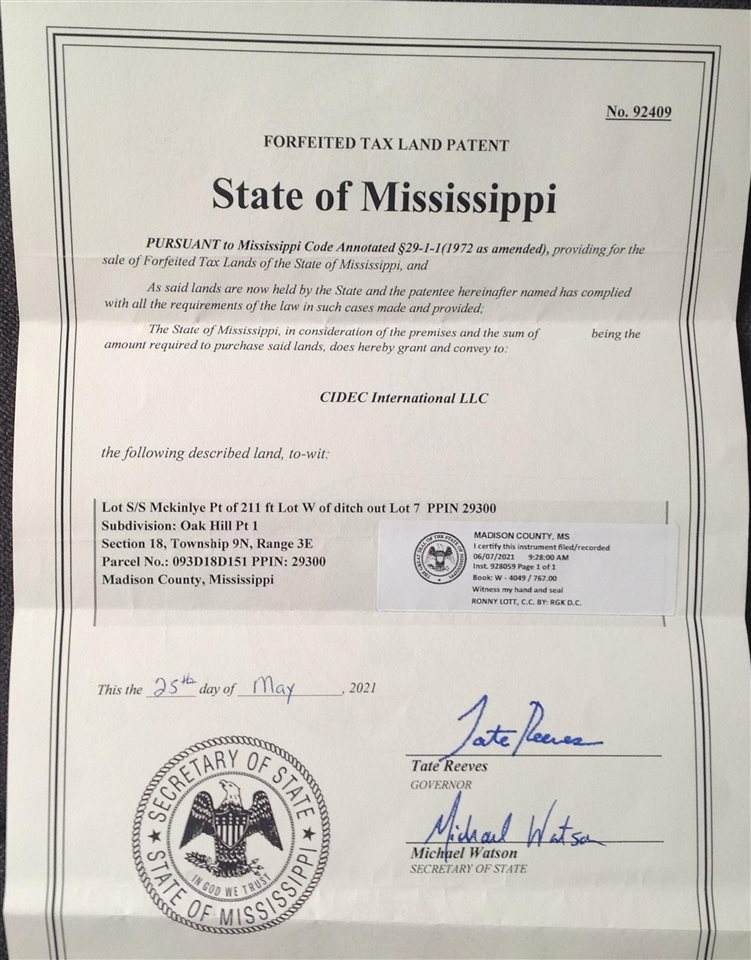 No. 92409
FORFEITED TAX LAND PATENT
State of Mississippi
PURSUANT to Mississippi Code Annotated §29-1-1(1972 as amended), providing for the
sale of Forfeited Tax Lands of the State of Mississippi, and
As said lands are now held by the State and the patentee hereinafter named has complied
with all the requirements of the law in such cases made and provided;
The State of Mississippi, in consideration of the premises and the sum of being the
amount required to purchase said lands, does hereby grant and convey to:
CIDEC International LLC
the following described land, to-wit:
Lot S/S Mckinlye Pt of 211 ft Lot W of ditch out Lot 7 PPIN 29300
Subdivision: Oak Hill Pt 1
Section 18, Township 9N, Range 3E
Parcel No.: 093D18D151 PPIN: 29300
Madison County, Mississippi
THE GREAT SEAL OF THE STATE OF MISSISSIPPI
MADISON COUNTY, MS
I certify this instrument filed/recorded
06/07/2021 9:28:00 AM
Inst. 928059 Page 1 of 1
Book: W - 4049 / 767.00
Witness my hand and seal
RONNY LOTT, C.C. BY: RGK D.C.
This the 25th day of May, 2021
Tate Reeves
Tate Reeves
GOVERNOR
Michael Watson
Michael Watson
SECRETARY OF STATE
SECRETARY OF STATE
IN GOD WE TRUST
STATE OF MISSISSIPPI